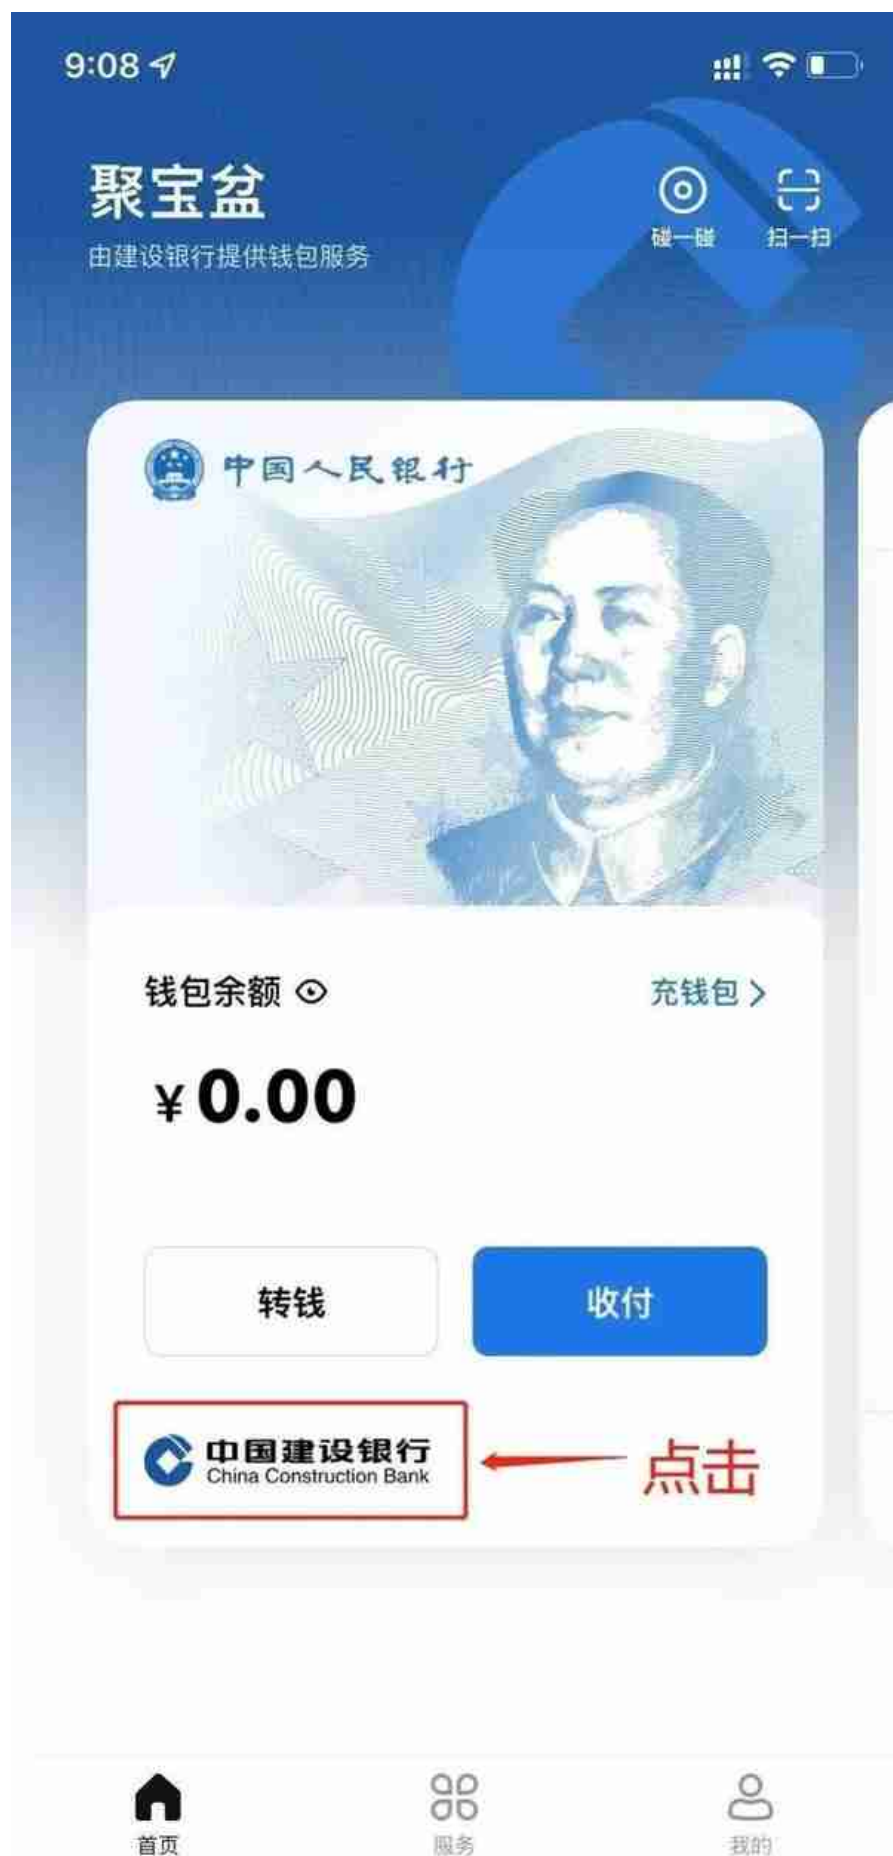 9:08
聚宝盆
由建设银行提供钱包服务
碰一碰
扫一扫
中国人民银行
钱包余额
充钱包
¥0.00
转钱
收付
中国建设银行
China Construction Bank
点击
首页
服务
我的